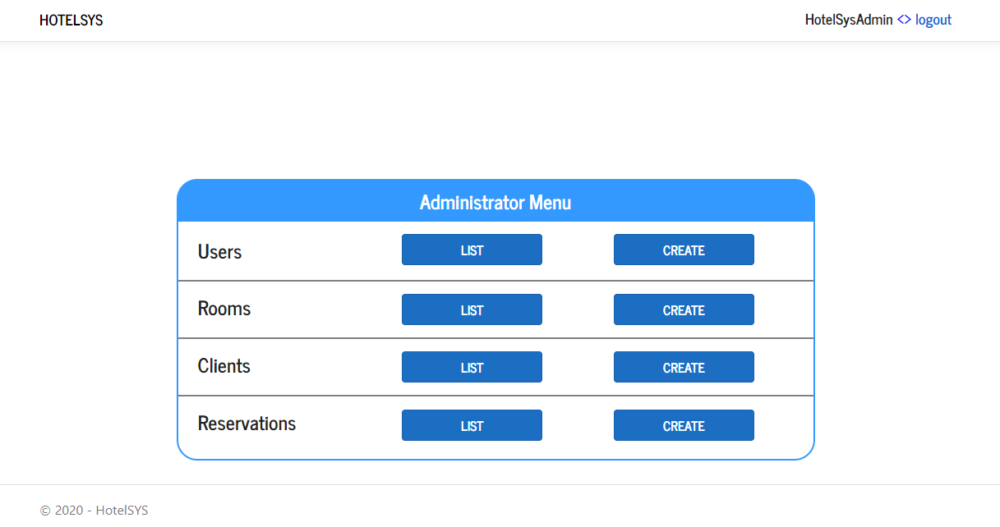 HOTELSYS HotelSysAdmin <> logout
Administrator Menu
Users LIST CREATE
Rooms LIST CREATE
Clients LIST CREATE
Reservations LIST CREATE
© 2020 - HotelSYS